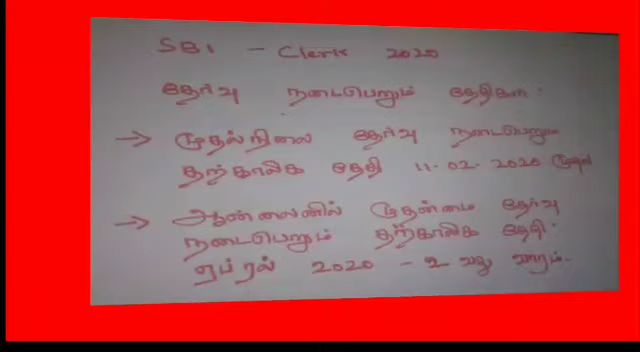 SBI - Clerk 2020
தேர்வு நடைபெறும் தேதிகள் :
→ முதல்நிலை தேர்வு நடைபெறும்
தற்காலிக தேதி 11.02.2020 முதல்
→ ஆன்லைனில் முதன்மை தேர்வு
நடைபெறும் தற்காலிக தேதி :
ஏப்ரல் 2020 - 2 வது வாரம்.